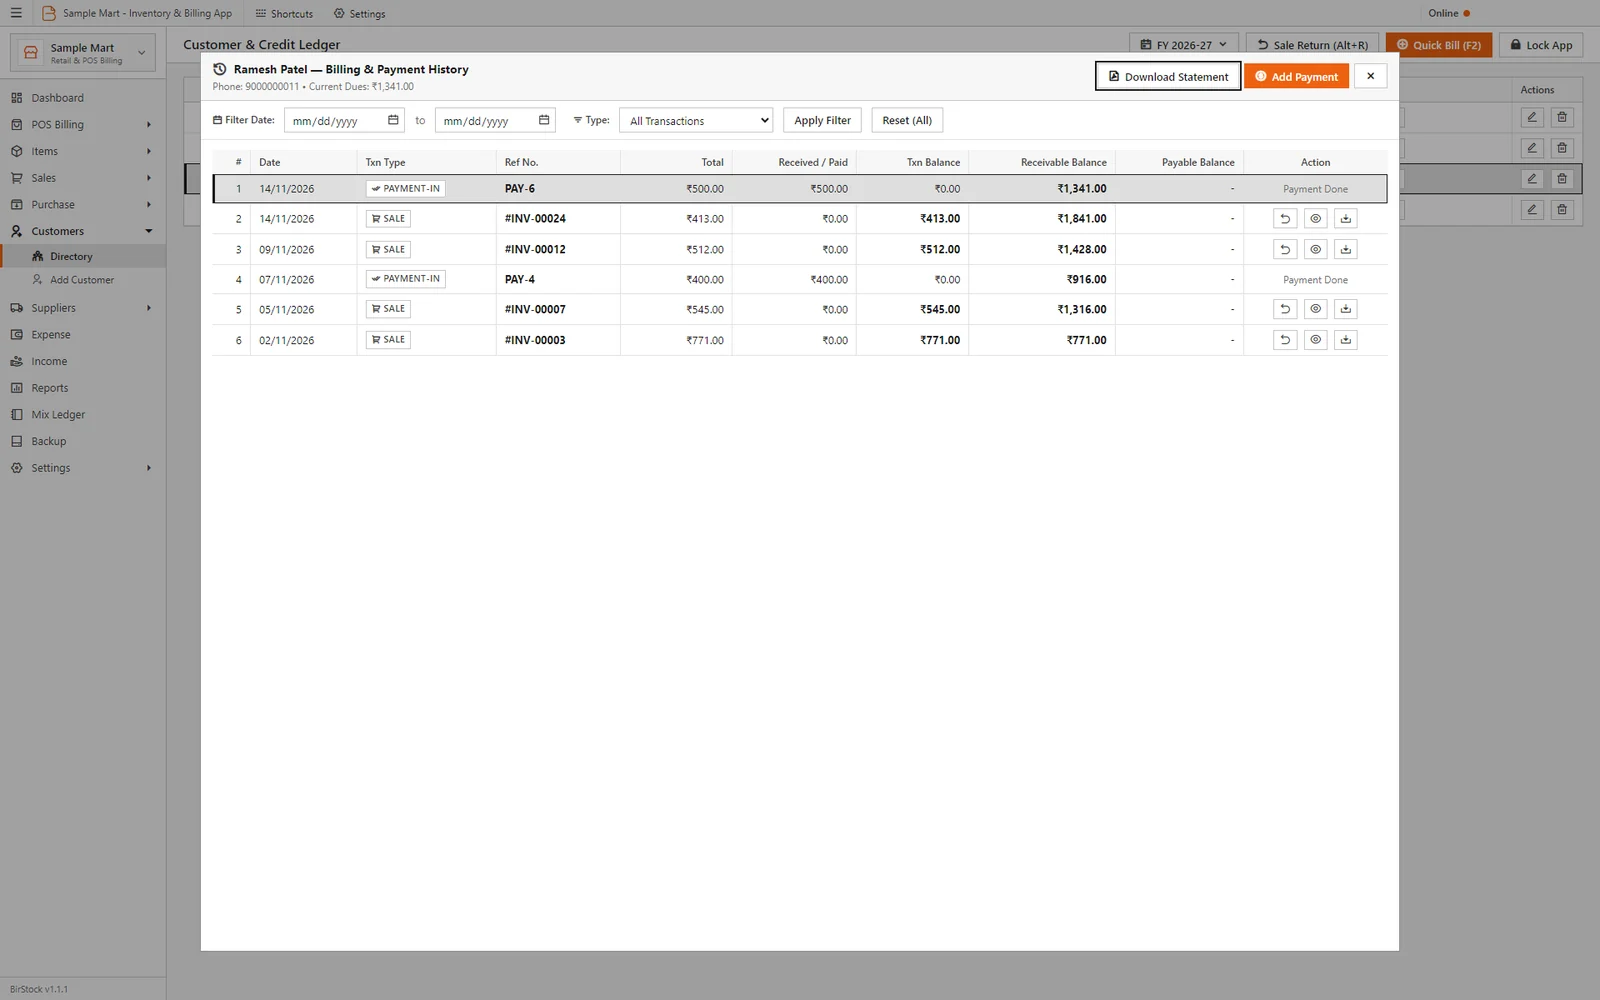 Sample Mart - Inventory & Billing App
Shortcuts
Settings
Online
Sample Mart
Retail & POS Billing
Customer & Credit Ledger
FY 2026-27
Sale Return (Alt+R)
Quick Bill (F2)
Lock App
Dashboard
POS Billing
Items
Sales
Purchase
Customers
Directory
Add Customer
Suppliers
Expense
Income
Reports
Mix Ledger
Backup
Settings
BirStock v1.1.1
Actions
Ramesh Patel — Billing & Payment History
Phone: 9000000011 • Current Dues: ₹1,341.00
Download Statement
Add Payment
×
Filter Date: mm/dd/yyyy to mm/dd/yyyy Type: All Transactions Apply Filter Reset (All)
# Date Txn Type Ref No. Total Received / Paid Txn Balance Receivable Balance Payable Balance Action
1 14/11/2026 PAYMENT-IN PAY-6 ₹500.00 ₹500.00 ₹0.00 ₹1,341.00 - Payment Done
2 14/11/2026 SALE #INV-00024 ₹413.00 ₹0.00 ₹413.00 ₹1,841.00 -
3 09/11/2026 SALE #INV-00012 ₹512.00 ₹0.00 ₹512.00 ₹1,428.00 -
4 07/11/2026 PAYMENT-IN PAY-4 ₹400.00 ₹400.00 ₹0.00 ₹916.00 - Payment Done
5 05/11/2026 SALE #INV-00007 ₹545.00 ₹0.00 ₹545.00 ₹1,316.00 -
6 02/11/2026 SALE #INV-00003 ₹771.00 ₹0.00 ₹771.00 ₹771.00 -